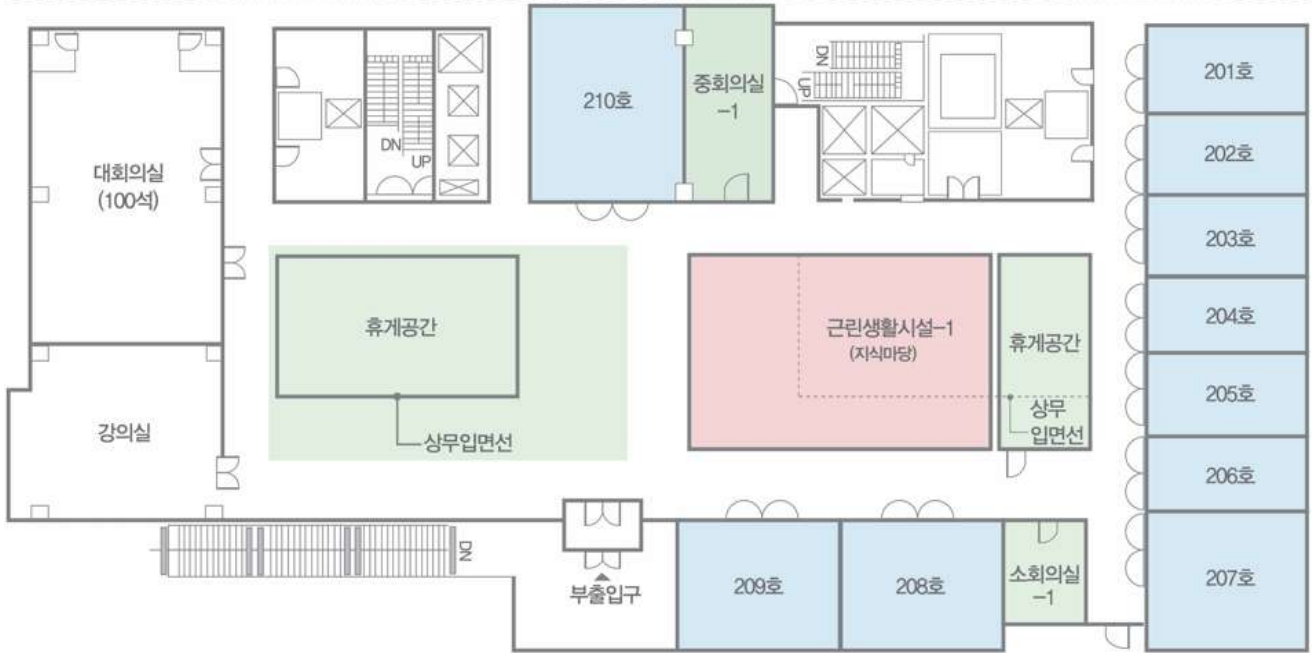 대회의실
(100석)
강의실
DN
UP
210호
중회의실
-1
DN
UP
201호
202호
203호
204호
205호
206호
207호
휴게공간
상무입면선
근린생활시설-1
(지식마당)
휴게공간
상무
입면선
DN
부출입구
209호
208호
소회의실
-1